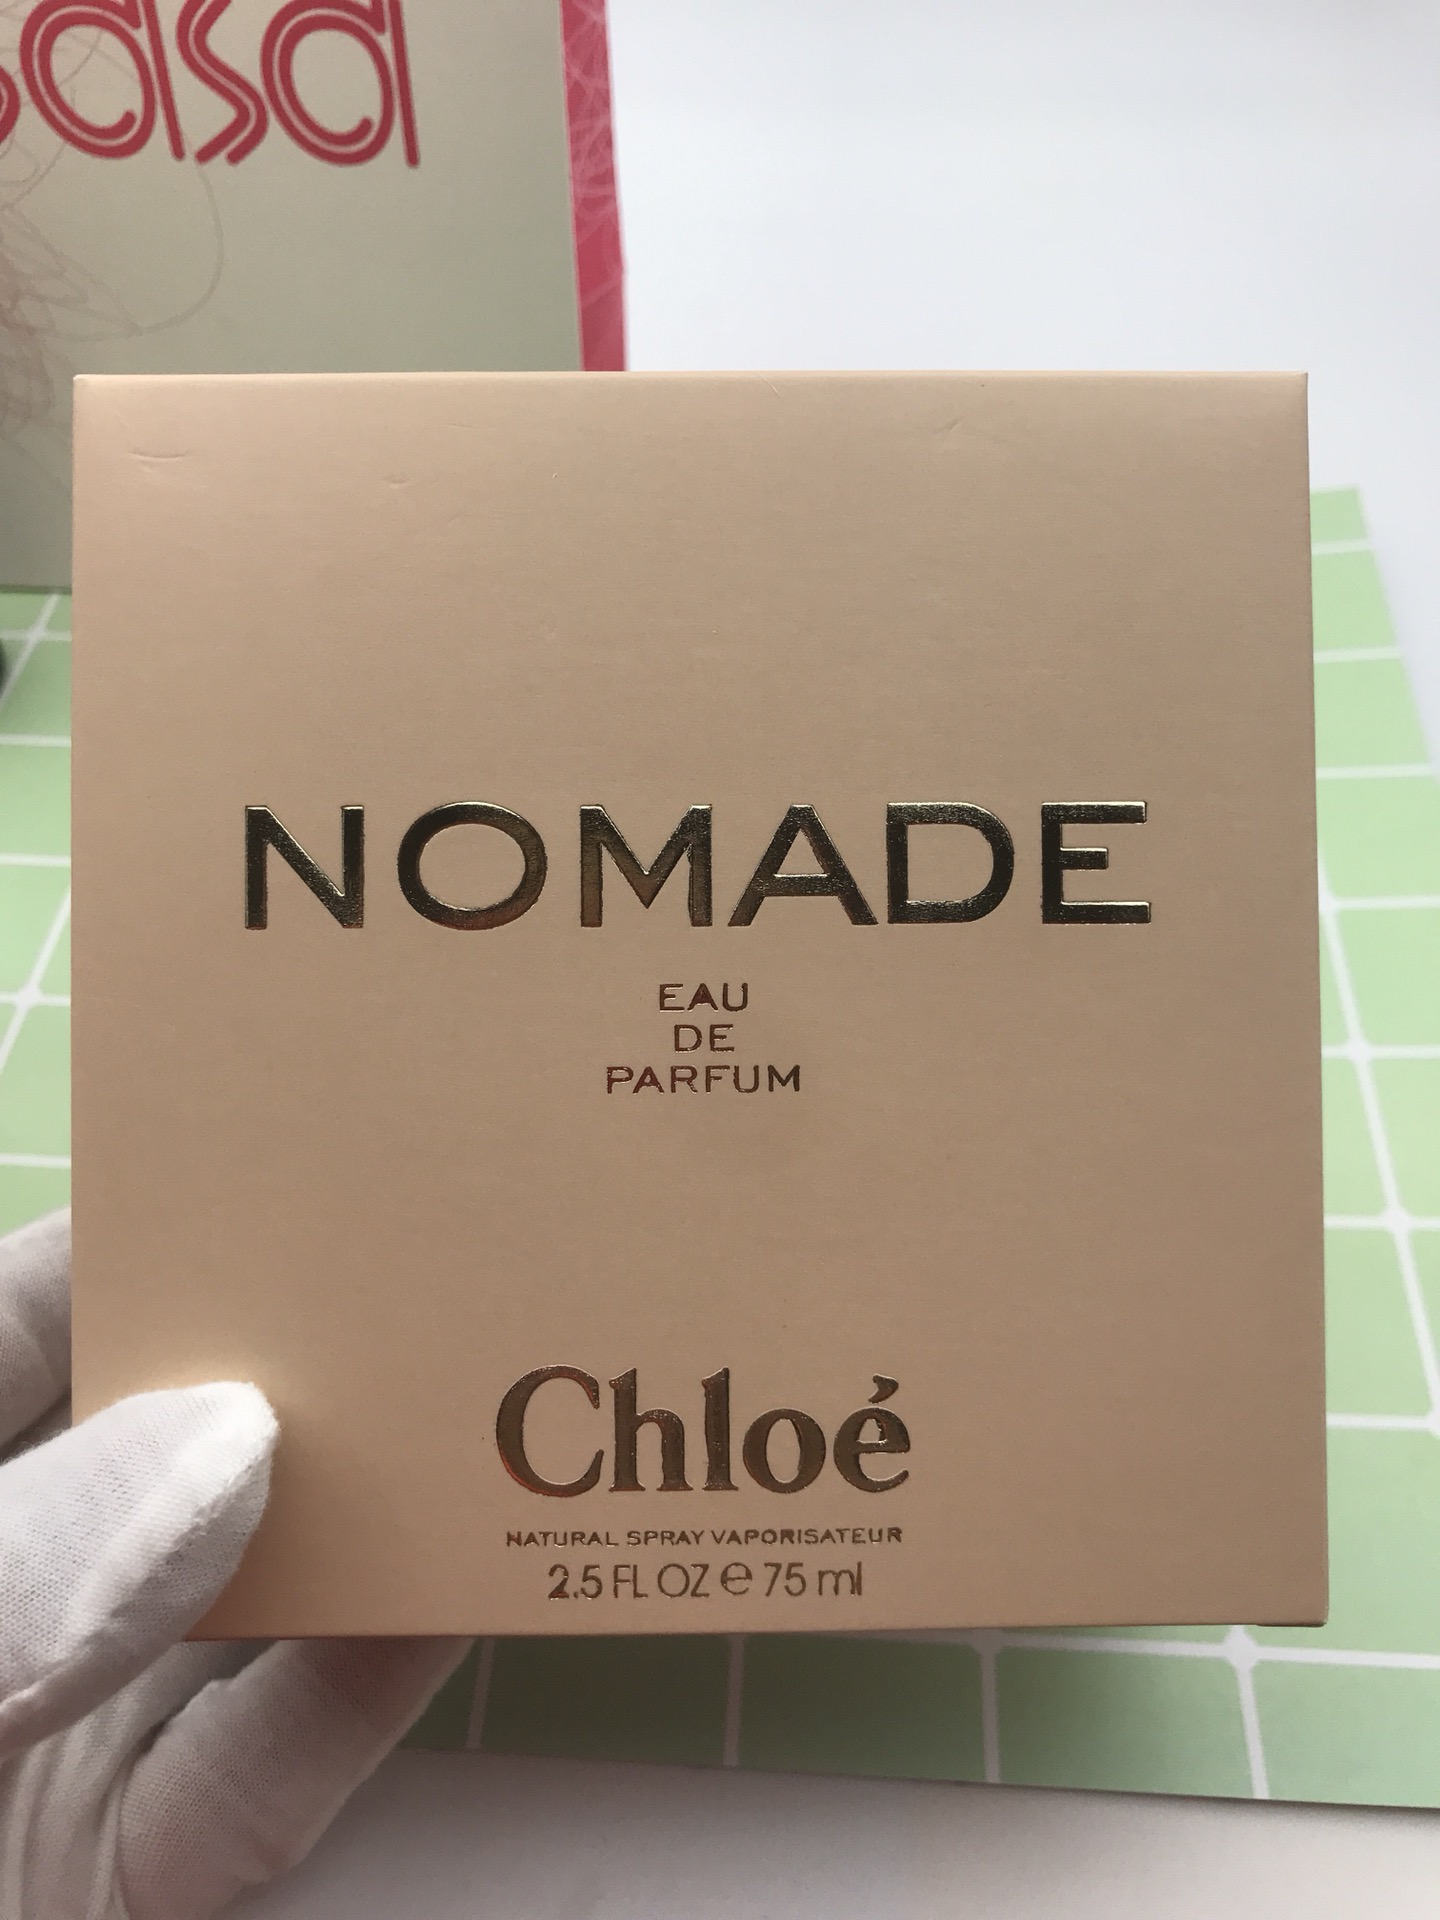 sasa
NOMADE
EAU
DE
PARFUM
Chloé
NATURAL SPRAY VAPORISATEUR
2.5 FL OZ ℮ 75 ml